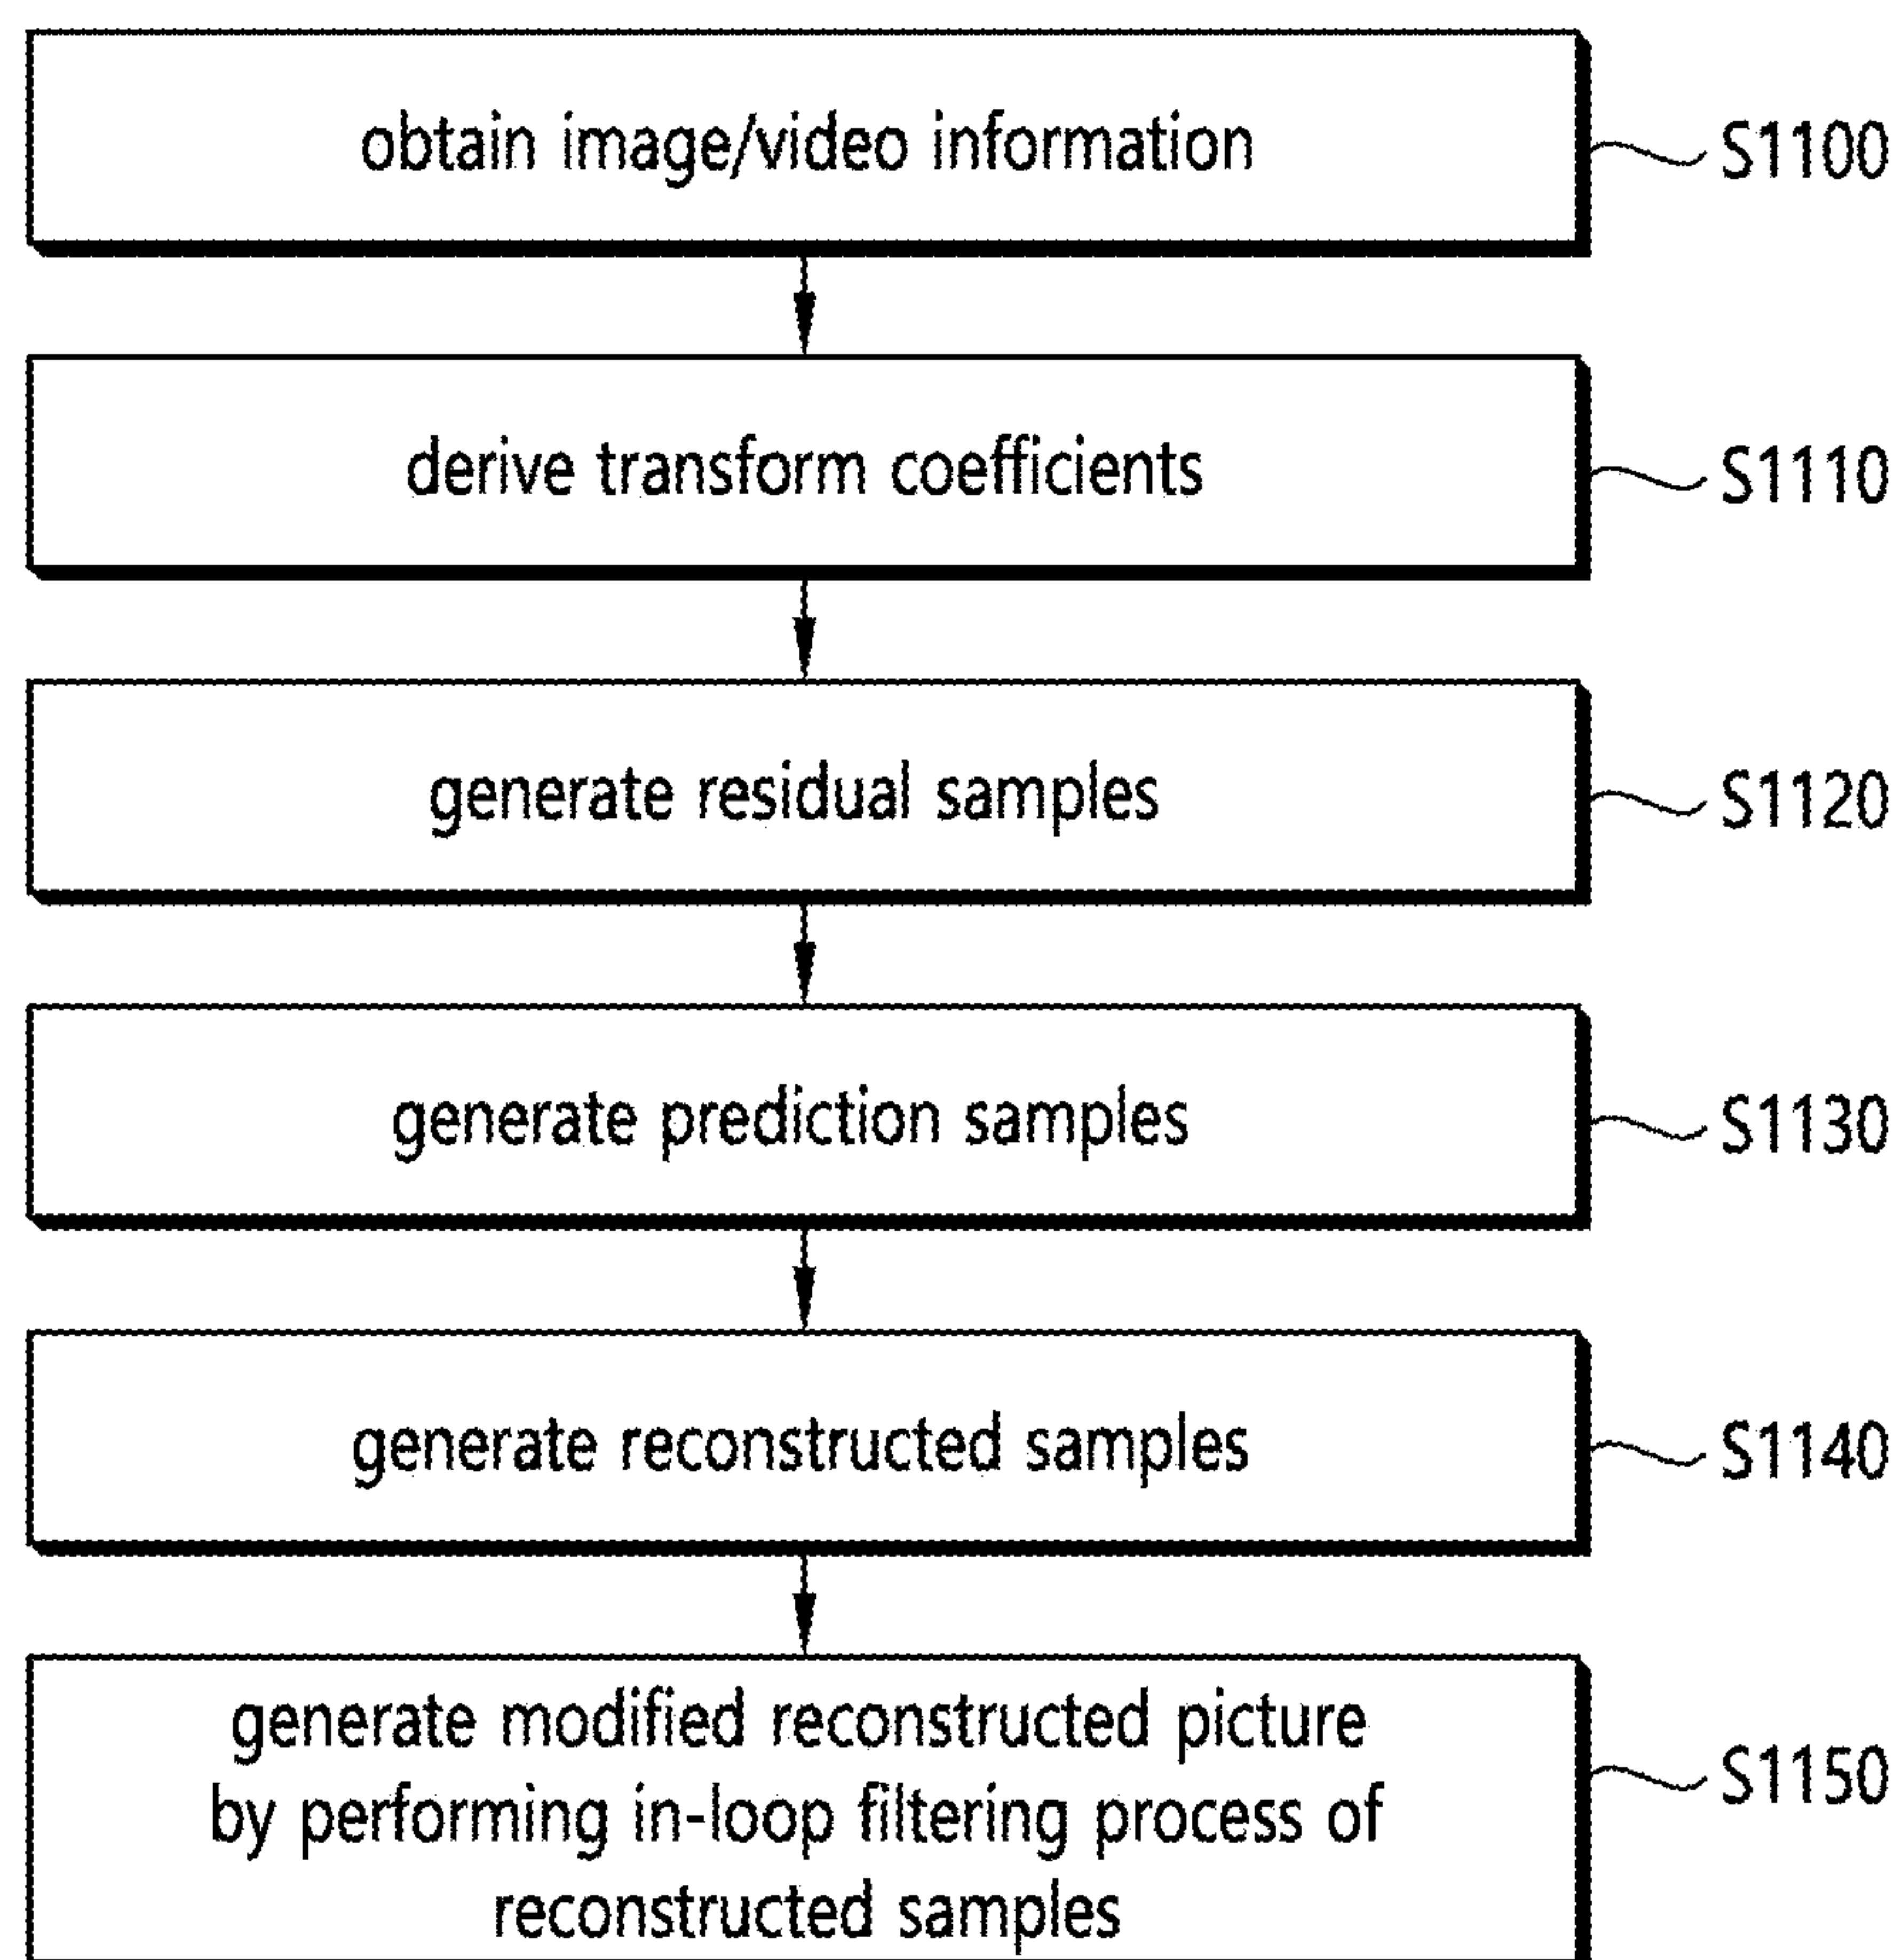 obtain image/video information
S1100
derive transform coefficients
S1110
generate residual samples
S1120
generate prediction samples
S1130
generate reconstructed samples
S1140
generate modified reconstructed picture
by performing in-loop filtering process of
reconstructed samples
S1150